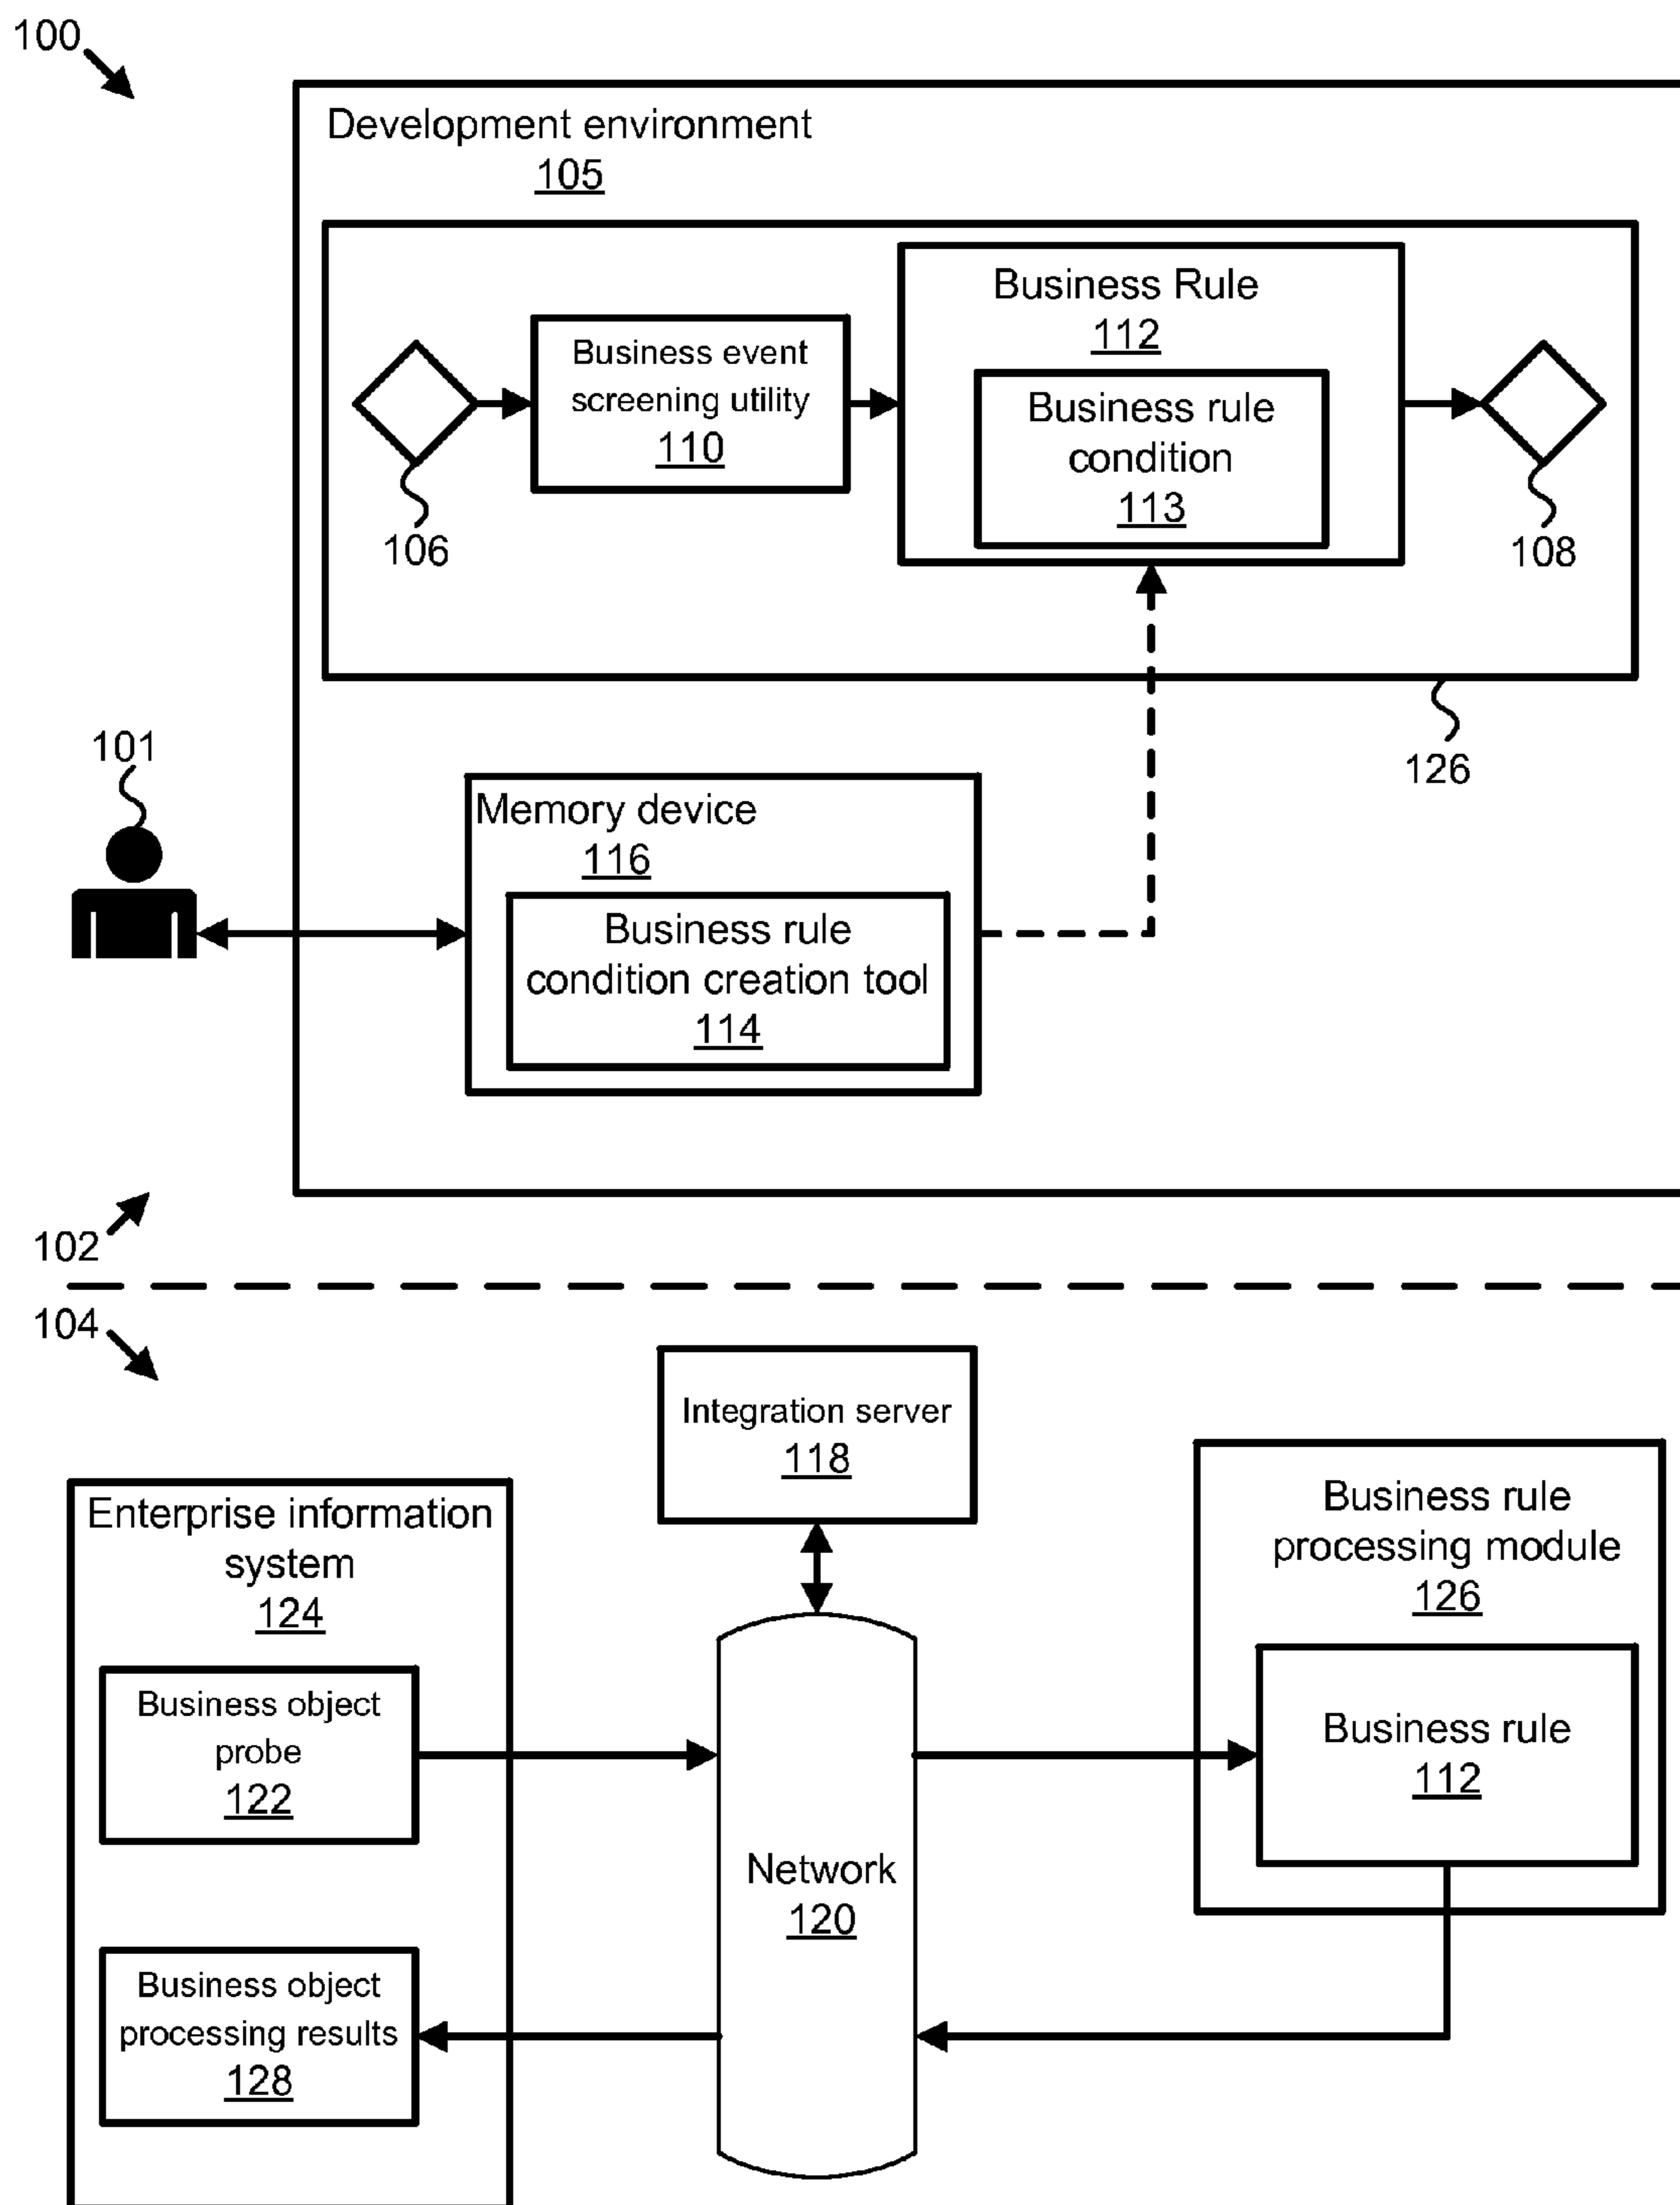 100
Development environment
105
Business Rule
112
Business event
screening utility
110
Business rule
condition
113
106
108
126
101
Memory device
116
Business rule
condition creation tool
114
102
104
Integration server
118
Enterprise information
system
124
Business rule
processing module
126
Business object
probe
122
Business rule
112
Network
120
Business object
processing results
128